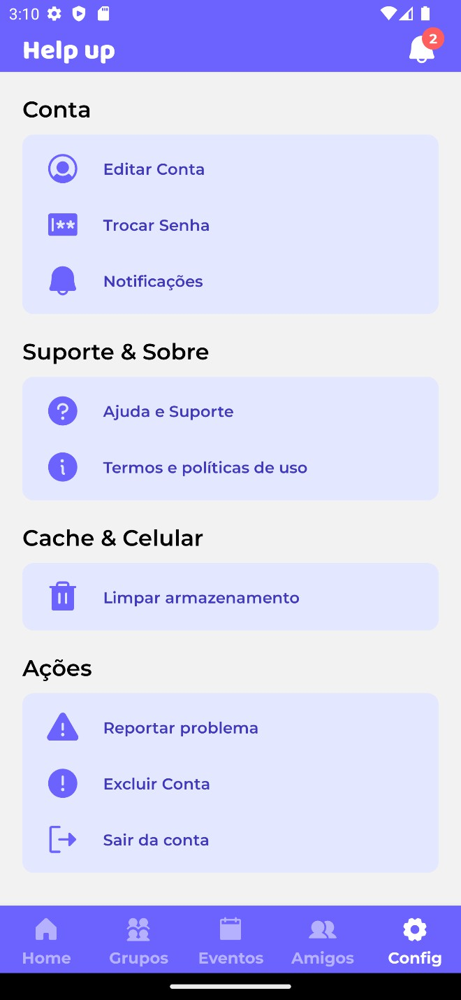 3:10
Help up
2
Conta
Editar Conta
Trocar Senha
Notificações
Suporte & Sobre
Ajuda e Suporte
Termos e políticas de uso
Cache & Celular
Limpar armazenamento
Ações
Reportar problema
Excluir Conta
Sair da conta
Home Grupos Eventos Amigos Config